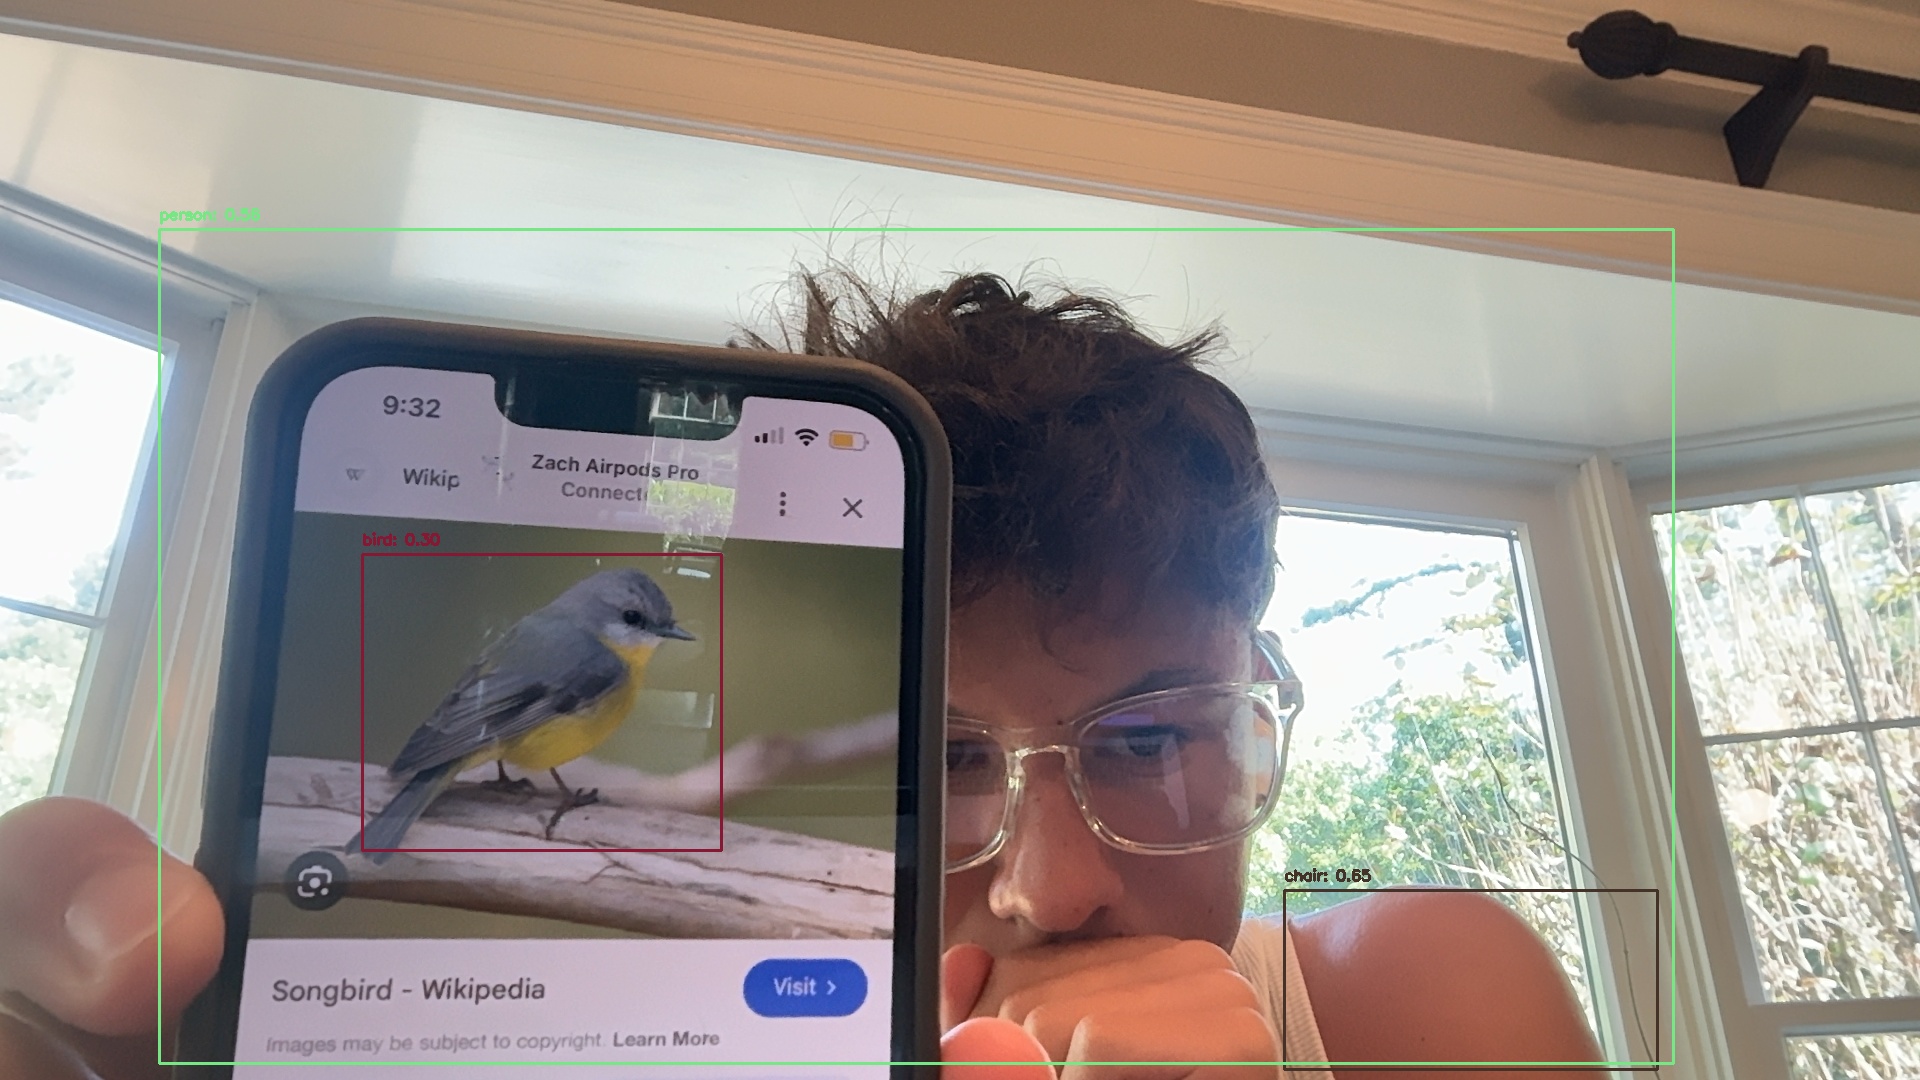 person: 0.58
9:32
W Wikip
Zach Airpods Pro
Connect
bird: 0.30
chair: 0.65
Songbird - Wikipedia
Visit >
Images may be subject to copyright. Learn More